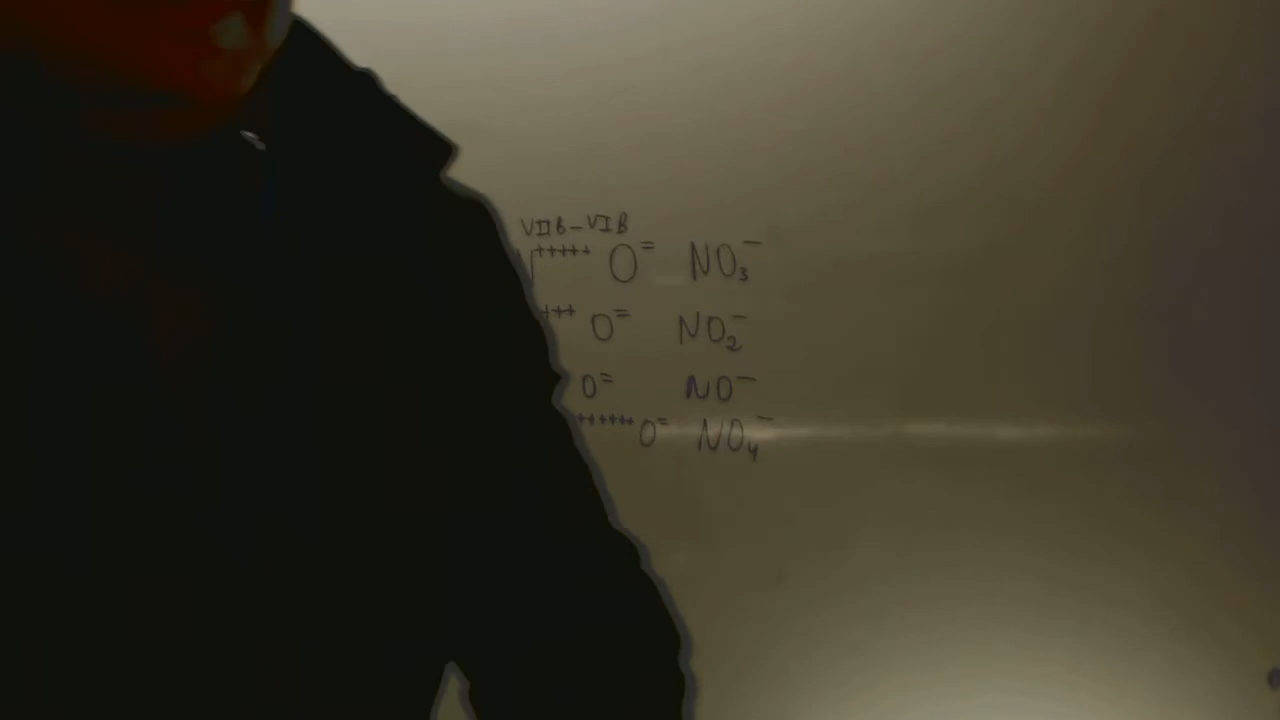 VIIB-VIB
+++++ O⁼ NO₃⁻
+++ O⁼ NO₂⁻
O⁼ NO⁻
++++++ O⁼ NO₄⁻